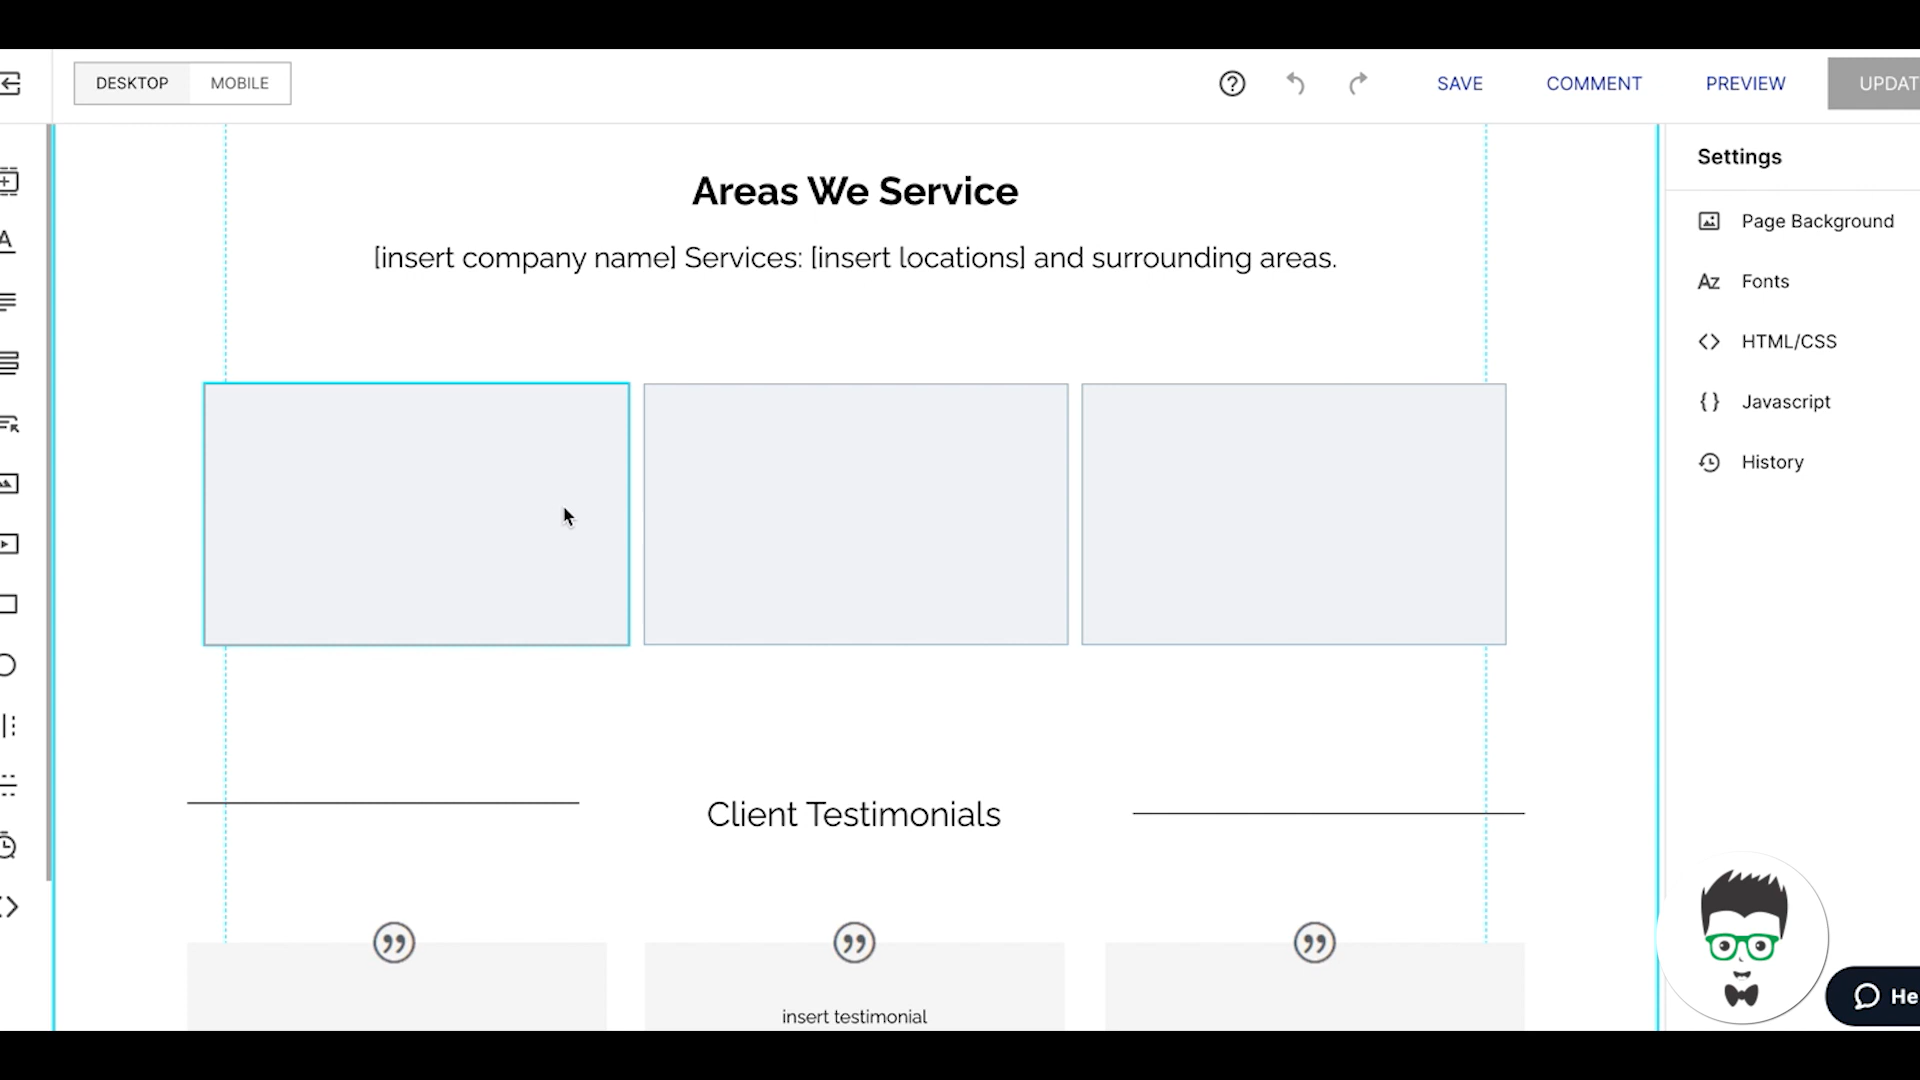 DESKTOP
MOBILE
SAVE
COMMENT
PREVIEW
UPDAT
Settings
Page Background
Fonts
HTML/CSS
Javascript
History
Areas We Service
[insert company name] Services: [insert locations] and surrounding areas.
Client Testimonials
insert testimonial
He